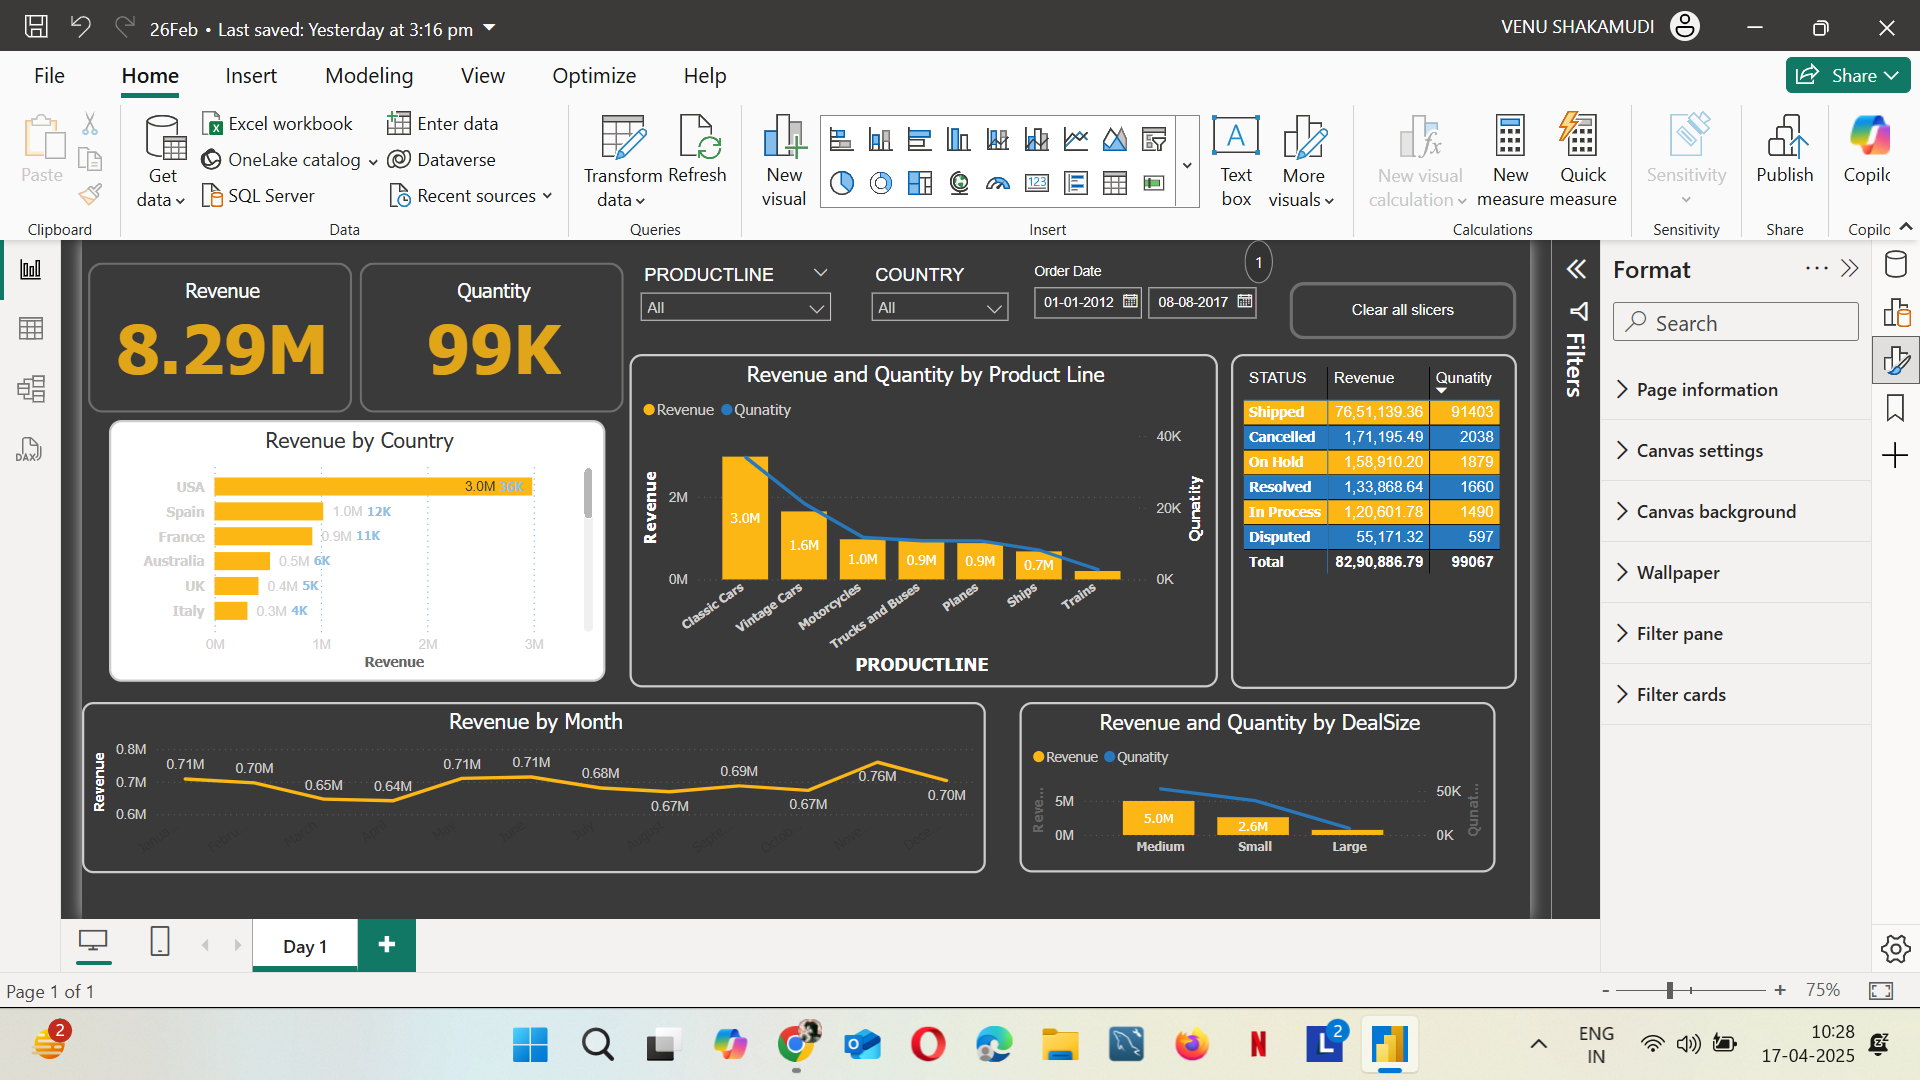 26Feb • Last saved: Yesterday at 3:16 pm
VENU SHAKAMUDI
File Home Insert Modeling View Optimize Help
Share
Paste
Clipboard
Get data
Excel workbook
OneLake catalog
SQL Server
Enter data
Dataverse
Recent sources
Data
Transform data
Refresh
Queries
New visual
123
Insert
A
Text box
More visuals
New visual calculation
New measure
Quick measure
Calculations
Sensitivity
Sensitivity
Publish
Share
Copilc
Copilc
DAX
Revenue
8.29M
Quantity
99K
PRODUCTLINE
All
COUNTRY
All
Order Date
01-01-2012
08-08-2017
1
Clear all slicers
Revenue by Country
USA 3.0M 36K
Spain 1.0M 12K
France 0.9M 11K
Australia 0.5M 6K
UK 0.4M 5K
Italy 0.3M 4K
0M 1M 2M 3M
Revenue
Revenue and Quantity by Product Line
Revenue Qunatity
40K
2M
20K
0M
0K
Revenue
Qunatity
3.0M
1.6M
1.0M
0.9M
0.9M
0.7M
Classic Cars
Vintage Cars
Motorcycles
Trucks and Buses
Planes
Ships
Trains
PRODUCTLINE
STATUS Revenue Qunatity
Shipped 76,51,139.36 91403
Cancelled 1,71,195.49 2038
On Hold 1,58,910.20 1879
Resolved 1,33,868.64 1660
In Process 1,20,601.78 1490
Disputed 55,171.32 597
Total 82,90,886.79 99067
Revenue by Month
Revenue
0.8M
0.7M
0.6M
0.71M 0.70M 0.65M 0.64M 0.71M 0.71M 0.68M 0.67M 0.69M 0.67M 0.76M 0.70M
March
April
June
July
August
Revenue and Quantity by DealSize
Revenue Qunatity
Reve...
Qunat...
5M
0M
50K
0K
5.0M
2.6M
Medium Small Large
Filters
Format
Search
Page information
Canvas settings
Canvas background
Wallpaper
Filter pane
Filter cards
Day 1
Page 1 of 1
- + 75%
2
N
L
2
ENG
IN
10:28
17-04-2025